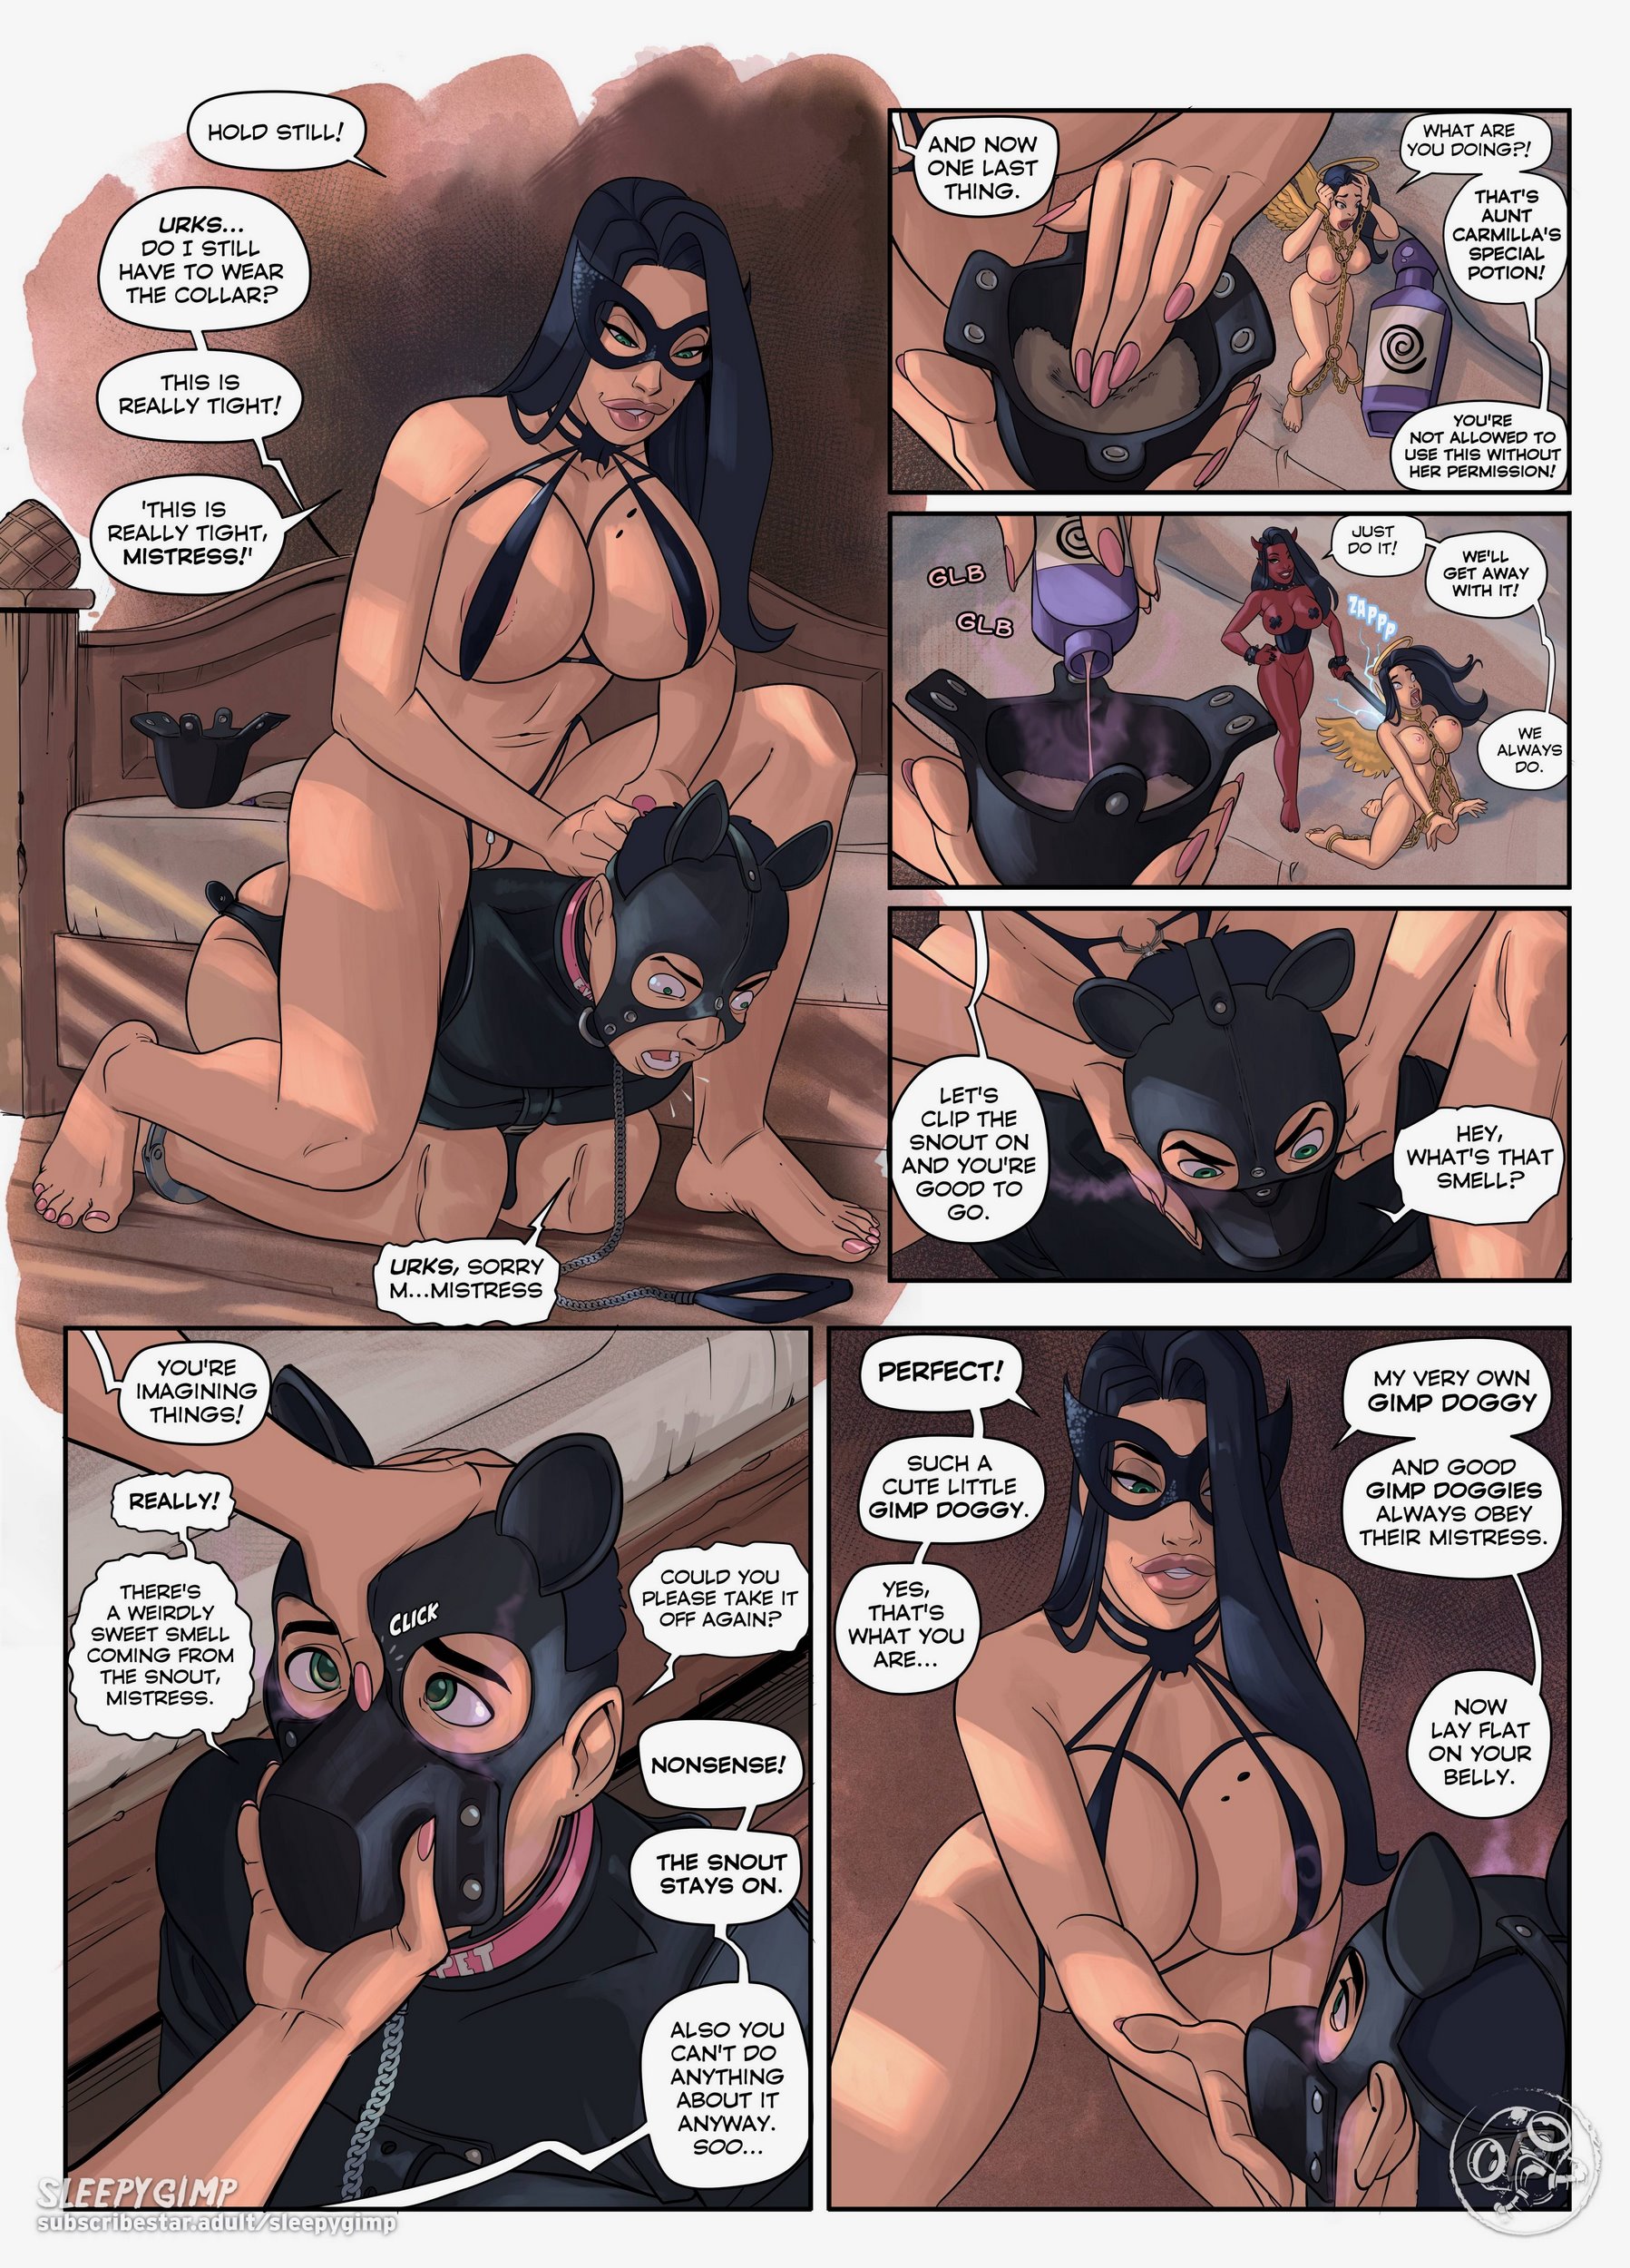 HOLD STILL!
URKS...
DO I STILL
HAVE TO WEAR
THE COLLAR?
THIS IS
REALLY TIGHT!
'THIS IS
REALLY TIGHT,
MISTRESS!'
URKS, SORRY
M...MISTRESS
AND NOW
ONE LAST
THING.
WHAT ARE
YOU DOING?!
THAT'S
AUNT
CARMILLA'S
SPECIAL
POTION!
YOU'RE
NOT ALLOWED TO
USE THIS WITHOUT
HER PERMISSION!
GLB
GLB
JUST
DO IT!
WE'LL
GET AWAY
WITH IT!
ZAPPP
WE
ALWAYS
DO.
LET'S
CLIP THE
SNOUT ON
AND YOU'RE
GOOD TO
GO.
HEY,
WHAT'S THAT
SMELL?
YOU'RE
IMAGINING
THINGS!
REALLY!
THERE'S
A WEIRDLY
SWEET SMELL
COMING FROM
THE SNOUT,
MISTRESS.
CLICK
COULD YOU
PLEASE TAKE IT
OFF AGAIN?
NONSENSE!
THE SNOUT
STAYS ON.
PET
ALSO YOU
CAN'T DO
ANYTHING
ABOUT IT
ANYWAY.
SOO...
PERFECT!
SUCH A
CUTE LITTLE
GIMP DOGGY.
YES,
THAT'S
WHAT YOU
ARE...
MY VERY OWN
GIMP DOGGY
AND GOOD
GIMP DOGGIES
ALWAYS OBEY
THEIR MISTRESS.
NOW
LAY FLAT
ON YOUR
BELLY.
SLEEPYGIMP
subscribestar.adult/sleepygimp